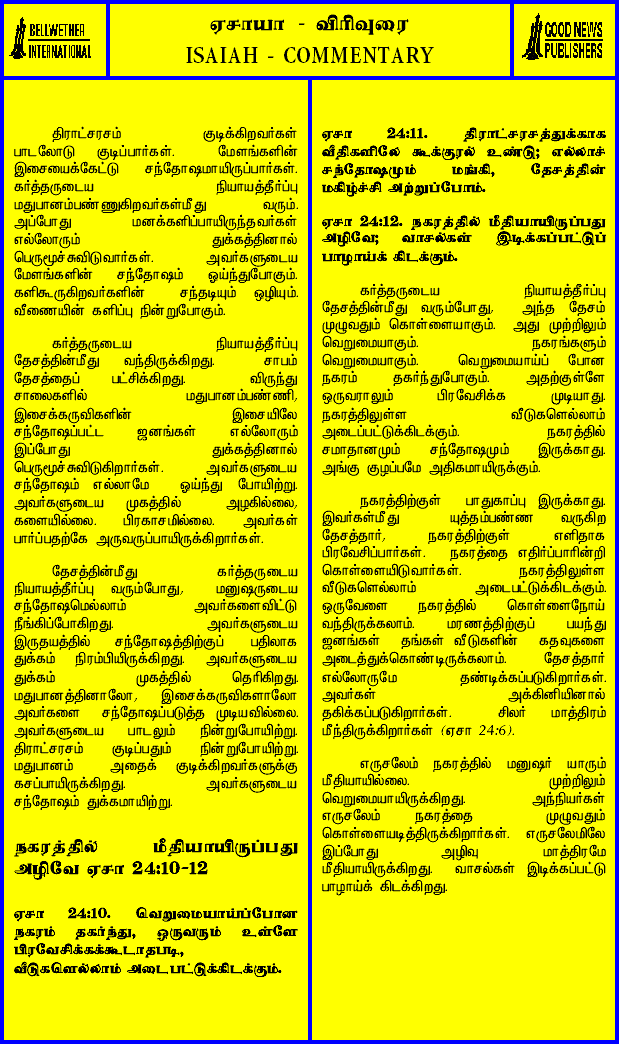 BELLWETHER
INTERNATIONAL
ஏசாயா - விரிவுரை
ISAIAH - COMMENTARY
GOOD NEWS
PUBLISHERS
திராட்சரசம் குடிக்கிறவர்கள்
பாடலோடு குடிப்பார்கள். மேளங்களின்
இசையைக்கேட்டு சந்தோஷமாயிருப்பார்கள்.
கர்த்தருடைய நியாயத்தீர்ப்பு
மதுபானம்பண்ணுகிறவர்கள்மீது வரும்.
அப்போது மனக்களிப்பாயிருந்தவர்கள்
எல்லோரும் துக்கத்தினால்
பெருமூச்சுவிடுவார்கள். அவர்களுடைய
மேளங்களின் சந்தோஷம் ஓய்ந்துபோகும்.
களிகூருகிறவர்களின் சந்தடியும் ஒழியும்.
வீணையின் களிப்பு நின்றுபோகும்.
கர்த்தருடைய நியாயத்தீர்ப்பு
தேசத்தின்மீது வந்திருக்கிறது. சாபம்
தேசத்தைப் பட்சிக்கிறது. விருந்து
சாலைகளில் மதுபானம்பண்ணி,
இசைக்கருவிகளின் இசையிலே
சந்தோஷப்பட்ட ஜனங்கள் எல்லோரும்
இப்போது துக்கத்தினால்
பெருமூச்சுவிடுகிறார்கள். அவர்களுடைய
சந்தோஷம் எல்லாமே ஓய்ந்து போயிற்று.
அவர்களுடைய முகத்தில் அழகில்லை,
களையில்லை. பிரகாசமில்லை. அவர்கள்
பார்ப்பதற்கே அருவருப்பாயிருக்கிறார்கள்.
தேசத்தின்மீது கர்த்தருடைய
நியாயத்தீர்ப்பு வரும்போது, மனுஷருடைய
சந்தோஷமெல்லாம் அவர்களைவிட்டு
நீங்கிப்போகிறது. அவர்களுடைய
இருதயத்தில் சந்தோஷத்திற்குப் பதிலாக
துக்கம் நிரம்பியிருக்கிறது. அவர்களுடைய
துக்கம் முகத்தில் தெரிகிறது.
மதுபானத்தினாலோ, இசைக்கருவிகளாலோ
அவர்களை சந்தோஷப்படுத்த முடியவில்லை.
அவர்களுடைய பாடலும் நின்றுபோயிற்று.
திராட்சரசம் குடிப்பதும் நின்றுபோயிற்று.
மதுபானம் அதைக் குடிக்கிறவர்களுக்கு
கசப்பாயிருக்கிறது. அவர்களுடைய
சந்தோஷம் துக்கமாயிற்று.
நகரத்தில் மீதியாயிருப்பது
அழிவே ஏசா 24:10-12
ஏசா 24:10. வெறுமையாய்ப்போன
நகரம் தகர்ந்து, ஒருவரும் உள்ளே
பிரவேசிக்கக்கூடாதபடி,
வீடுகளெல்லாம் அடைபட்டுக்கிடக்கும்.
ஏசா 24:11. திராட்சரசத்துக்காக
வீதிகளிலே கூக்குரல் உண்டு; எல்லாச்
சந்தோஷமும் மங்கி, தேசத்தின்
மகிழ்ச்சி அற்றுப்போம்.
ஏசா 24:12. நகரத்தில் மீதியாயிருப்பது
அழிவே; வாசல்கள் இடிக்கப்பட்டுப்
பாழாய்க் கிடக்கும்.
கர்த்தருடைய நியாயத்தீர்ப்பு
தேசத்தின்மீது வரும்போது, அந்த தேசம்
முழுவதும் கொள்ளையாகும். அது முற்றிலும்
வெறுமையாகும். நகரங்களும்
வெறுமையாகும். வெறுமையாய்ப் போன
நகரம் தகர்ந்துபோகும். அதற்குள்ளே
ஒருவராலும் பிரவேசிக்க முடியாது.
நகரத்திலுள்ள வீடுகளெல்லாம்
அடைப்பட்டுக்கிடக்கும். நகரத்தில்
சமாதானமும் சந்தோஷமும் இருக்காது.
அங்கு குழப்பமே அதிகமாயிருக்கும்.
நகரத்திற்குள் பாதுகாப்பு இருக்காது.
இவர்கள்மீது யுத்தம்பண்ண வருகிற
தேசத்தார், நகரத்திற்குள் எளிதாக
பிரவேசிப்பார்கள். நகரத்தை எதிர்ப்பாரின்றி
கொள்ளையிடுவார்கள். நகரத்திலுள்ள
வீடுகளெல்லாம் அடைபட்டுக்கிடக்கும்.
ஒருவேளை நகரத்தில் கொள்ளைநோய்
வந்திருக்கலாம். மரணத்திற்குப் பயந்து
ஜனங்கள் தங்கள் வீடுகளின் கதவுகளை
அடைத்துக்கொண்டிருக்கலாம். தேசத்தார்
எல்லோருமே தண்டிக்கப்படுகிறார்கள்.
அவர்கள் அக்கினியினால்
தகிக்கப்படுகிறார்கள். சிலர் மாத்திரம்
மீந்திருக்கிறார்கள் (ஏசா 24:6).
எருசலேம் நகரத்தில் மனுஷர் யாரும்
மீதியாயில்லை. முற்றிலும்
வெறுமையாயிருக்கிறது. அந்நியர்கள்
எருசலேம் நகரத்தை முழுவதும்
கொள்ளையடித்திருக்கிறார்கள். எருசலேமிலே
இப்போது அழிவு மாத்திரமே
மீதியாயிருக்கிறது. வாசல்கள் இடிக்கப்பட்டு
பாழாய்க் கிடக்கிறது.